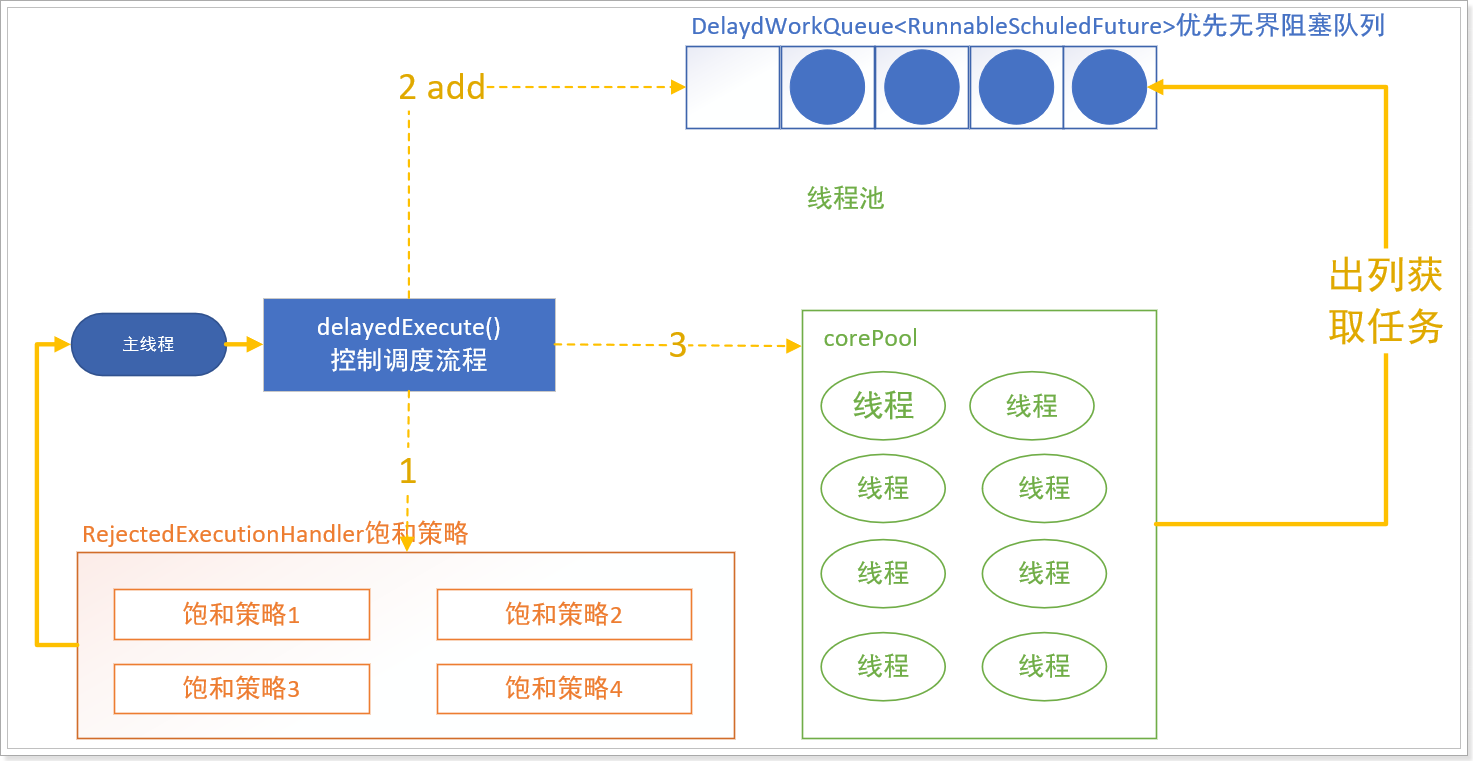 DelaydWorkQueue<RunnableSchuledFuture>优先无界阻塞队列
2 add
线程池
出列获
取任务
主线程
delayedExecute()
控制调度流程
3
corePool
线程
线程
线程
线程
线程
线程
线程
线程
1
RejectedExecutionHandler饱和策略
饱和策略1
饱和策略2
饱和策略3
饱和策略4